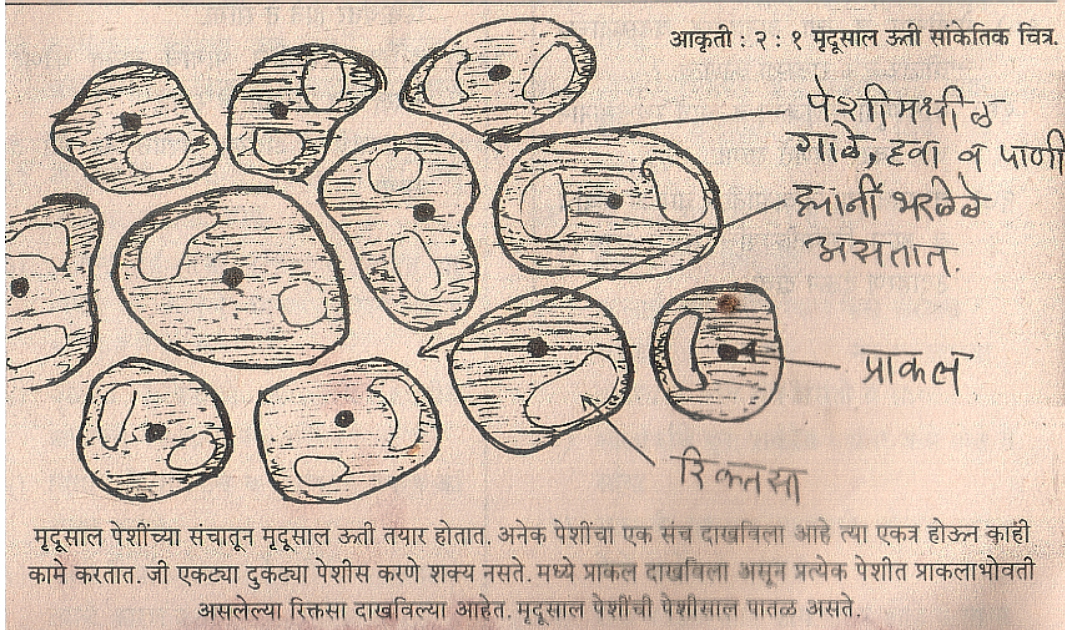 आकृती : २ : १ मृदूसाल ऊती सांकेतिक चित्र.
पेशीमधील
गाळे, हवा व पाणी
ह्यांनी भरलेले
असतात.
प्राकल
रिक्तसा
मृदूसाल पेशींच्या संचातून मृदूसाल ऊती तयार होतात. अनेक पेशींचा एक संच दाखविला आहे त्या एकत्र होऊन काही
कामे करतात. जी एकट्या दुकट्या पेशीस करणे शक्य नसते. मध्ये प्राकल दाखविला असून प्रत्येक पेशीत प्राकलाभोवती
असलेल्या रिक्तसा दाखविल्या आहेत. मृदूसाल पेशींची पेशीसाल पातळ असते.